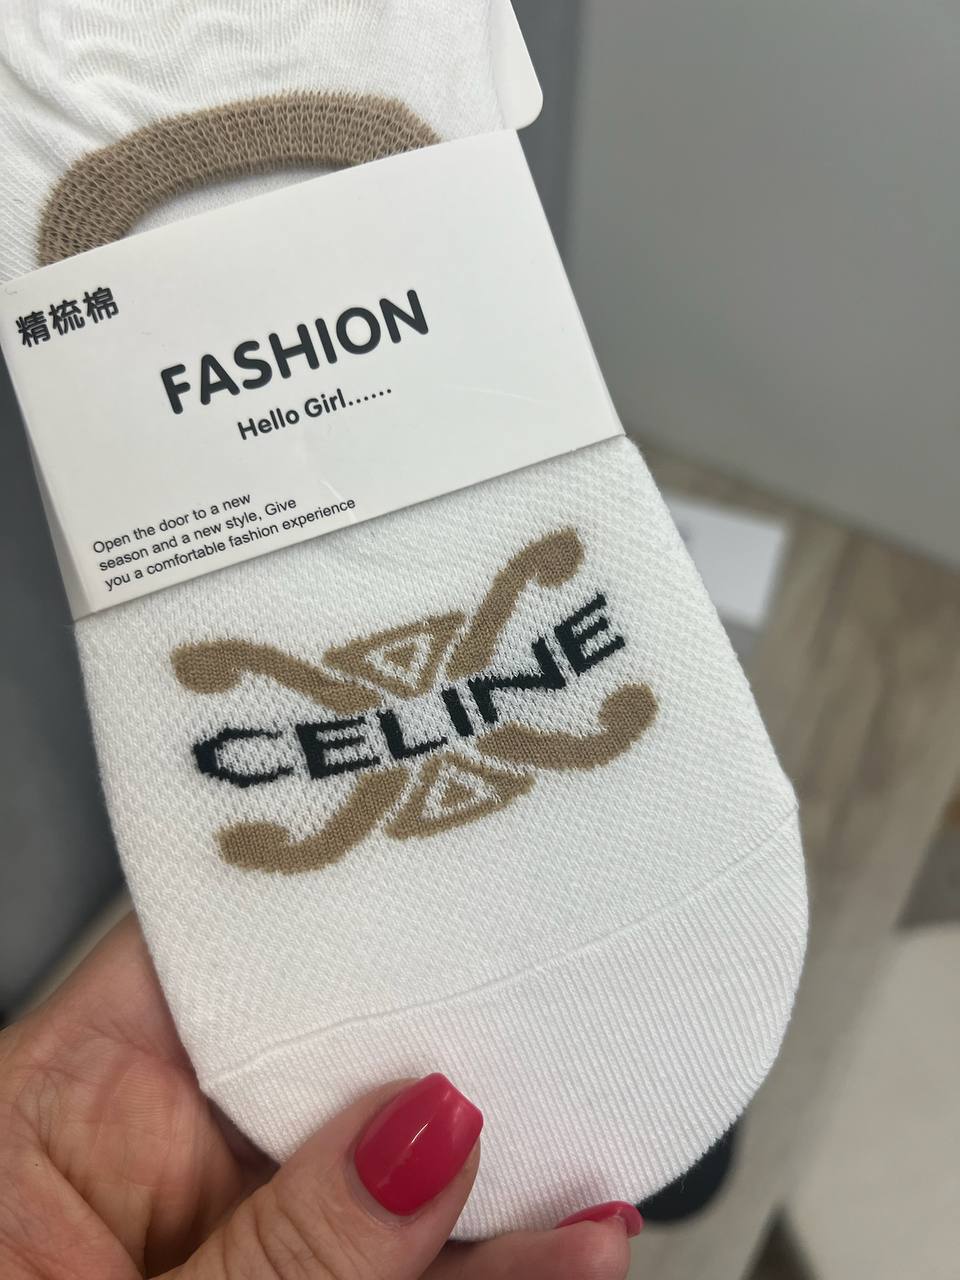 精梳棉
FASHION
Hello Girl......
Open the door to a new
season and a new style, Give
you a comfortable fashion experience
CELINE